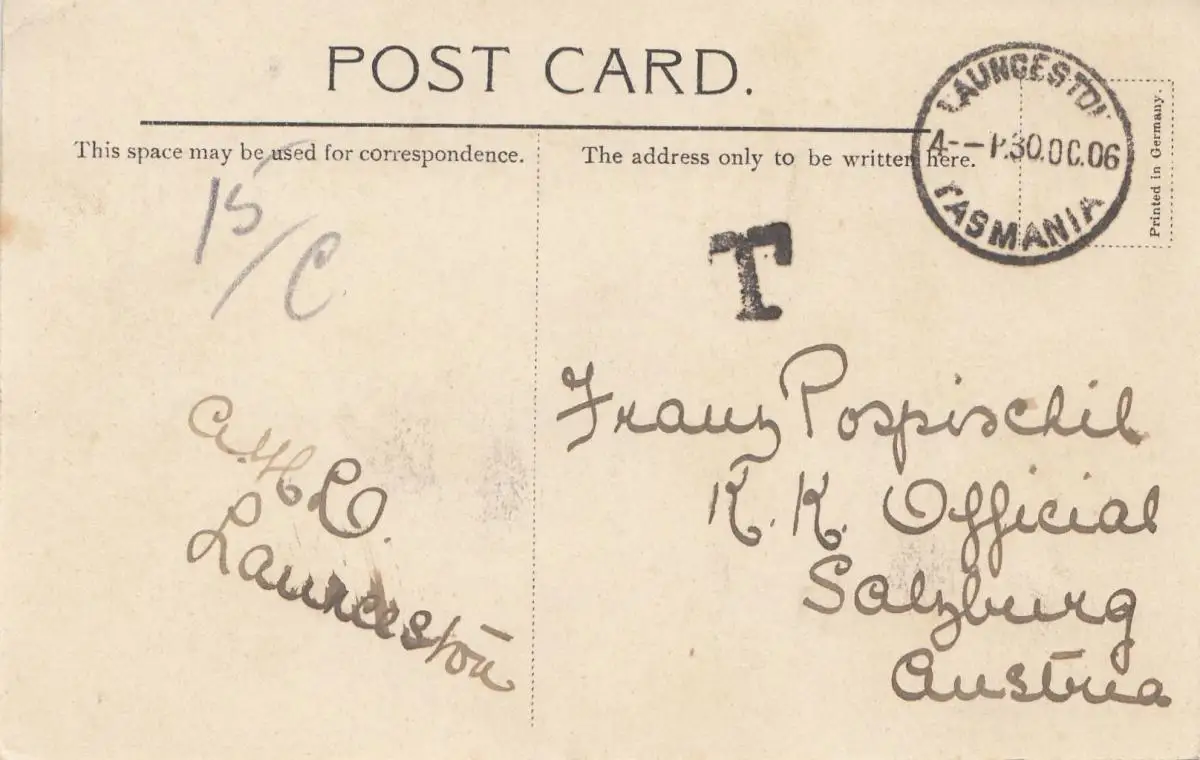 POST CARD.
This space may be used for correspondence.
The address only to be written here.
LAUNCESTON
4--P.30.OC.06
TASMANIA
Printed in Germany.
15/C
T
Franz Pospischil
K. K. Official
Salzburg
Austria
Launceston